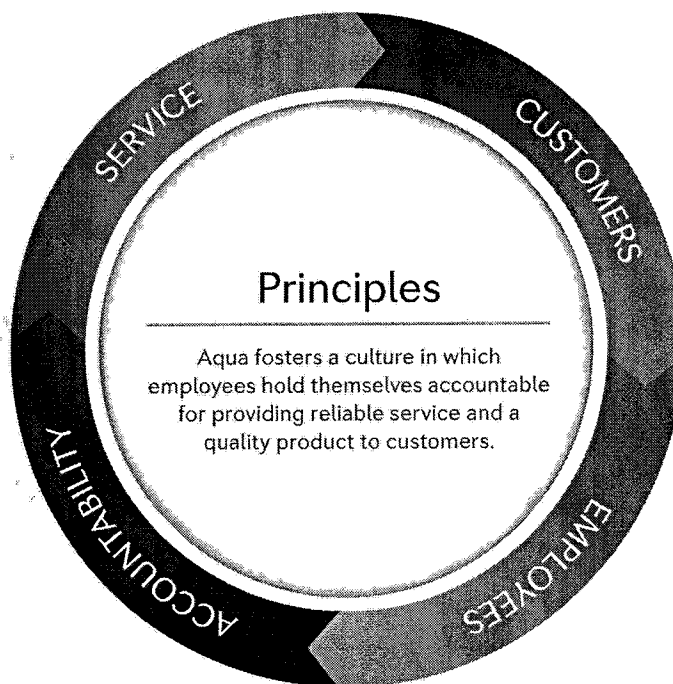 SERVICE
CUSTOMERS
Principles
Aqua fosters a culture in which
employees hold themselves accountable
for providing reliable service and a
quality product to customers.
ACCOUNTABILITY
EMPLOYEES